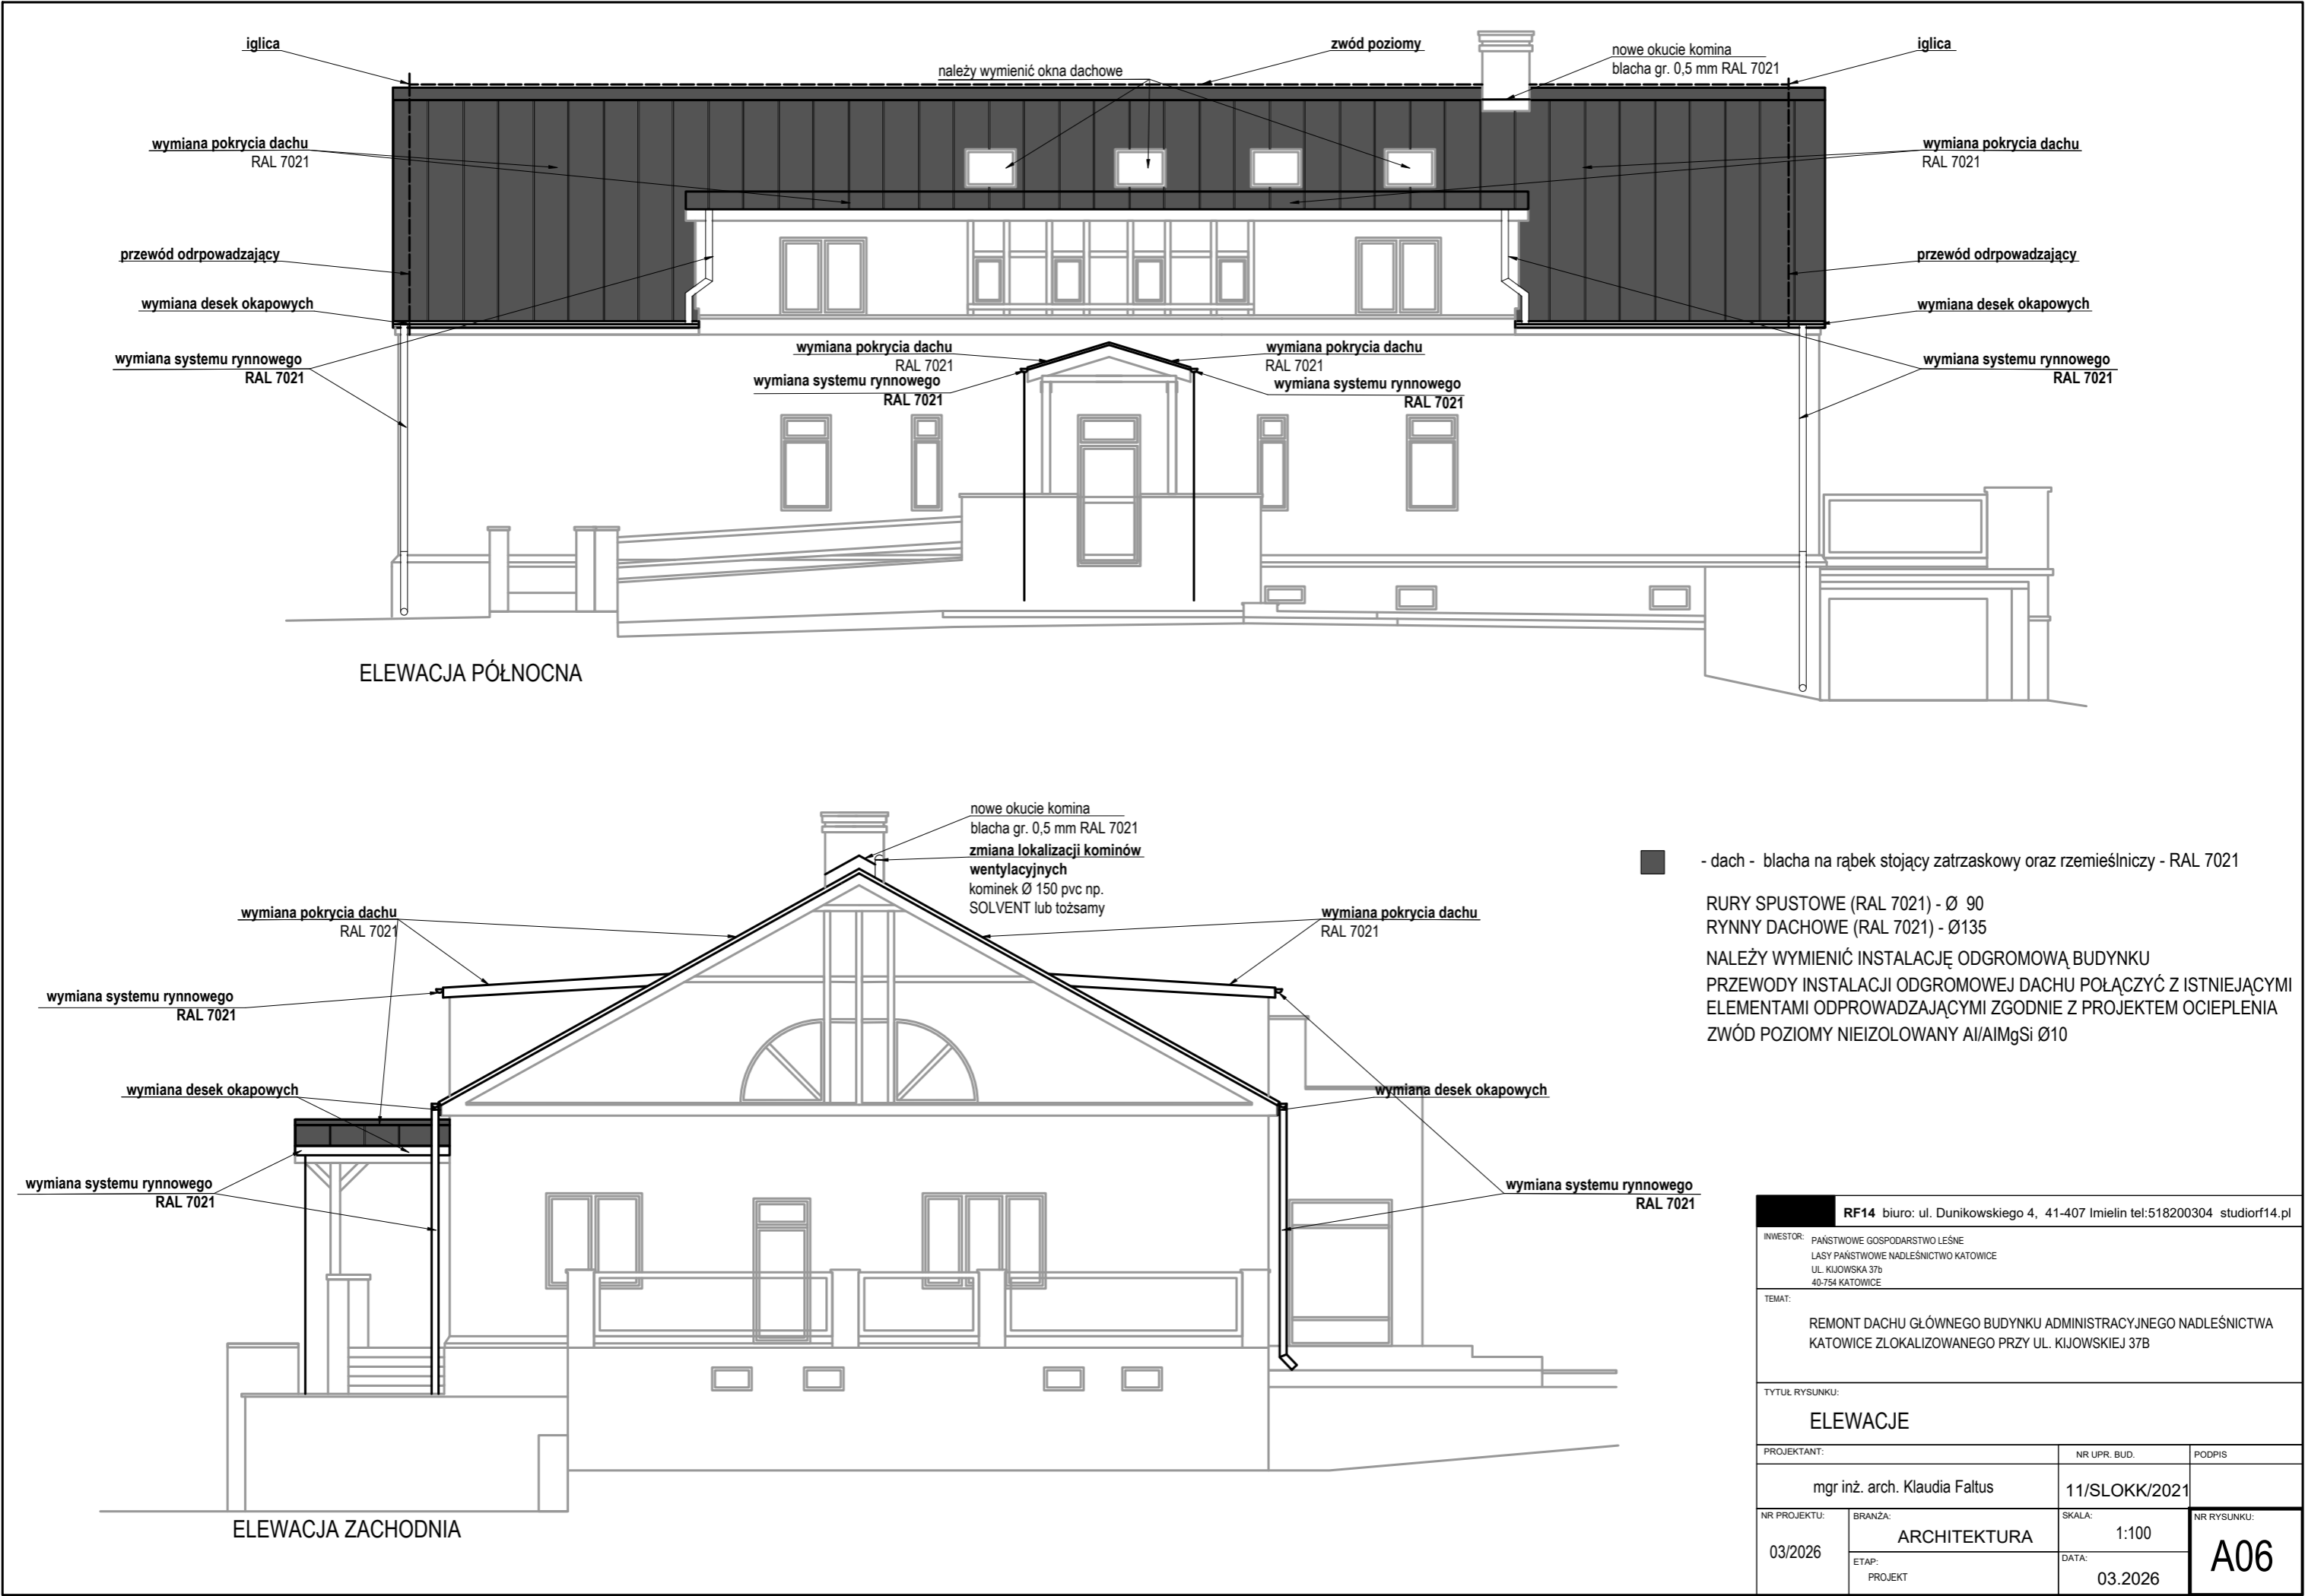 iglica
zwód poziomy
nowe okucie komina
blacha gr. 0,5 mm RAL 7021
iglica
należy wymienić okna dachowe
wymiana pokrycia dachu
RAL 7021
wymiana pokrycia dachu
RAL 7021
przewód odrpowadzający
przewód odrpowadzający
wymiana desek okapowych
wymiana desek okapowych
wymiana systemu rynnowego
RAL 7021
wymiana pokrycia dachu
RAL 7021
wymiana systemu rynnowego
RAL 7021
wymiana pokrycia dachu
RAL 7021
wymiana systemu rynnowego
RAL 7021
wymiana systemu rynnowego
RAL 7021
ELEWACJA PÓŁNOCNA
nowe okucie komina
blacha gr. 0,5 mm RAL 7021
zmiana lokalizacji kominów
wentylacyjnych
kominek Ø 150 pvc np.
SOLVENT lub tożsamy
wymiana pokrycia dachu
RAL 7021
wymiana pokrycia dachu
RAL 7021
wymiana systemu rynnowego
RAL 7021
wymiana desek okapowych
wymiana desek okapowych
wymiana systemu rynnowego
RAL 7021
wymiana systemu rynnowego
RAL 7021
ELEWACJA ZACHODNIA
- dach - blacha na rąbek stojący zatrzaskowy oraz rzemieślniczy - RAL 7021
RURY SPUSTOWE (RAL 7021) - Ø 90
RYNNY DACHOWE (RAL 7021) - Ø135
NALEŻY WYMIENIĆ INSTALACJĘ ODGROMOWĄ BUDYNKU
PRZEWODY INSTALACJI ODGROMOWEJ DACHU POŁĄCZYĆ Z ISTNIEJĄCYMI
ELEMENTAMI ODPROWADZAJĄCYMI ZGODNIE Z PROJEKTEM OCIEPLENIA
ZWÓD POZIOMY NIEIZOLOWANY Al/AlMgSi Ø10
RF14 biuro: ul. Dunikowskiego 4, 41-407 Imielin tel:518200304 studiorf14.pl
INWESTOR:
PAŃSTWOWE GOSPODARSTWO LEŚNE
LASY PAŃSTWOWE NADLEŚNICTWO KATOWICE
UL. KIJOWSKA 37b
40-754 KATOWICE
TEMAT:
REMONT DACHU GŁÓWNEGO BUDYNKU ADMINISTRACYJNEGO NADLEŚNICTWA
KATOWICE ZLOKALIZOWANEGO PRZY UL. KIJOWSKIEJ 37B
TYTUŁ RYSUNKU:
ELEWACJE
PROJEKTANT:
NR UPR. BUD.
PODPIS
mgr inż. arch. Klaudia Faltus
11/SLOKK/2021
NR PROJEKTU:
03/2026
BRANŻA:
ARCHITEKTURA
SKALA:
1:100
NR RYSUNKU:
A06
ETAP:
PROJEKT
DATA:
03.2026